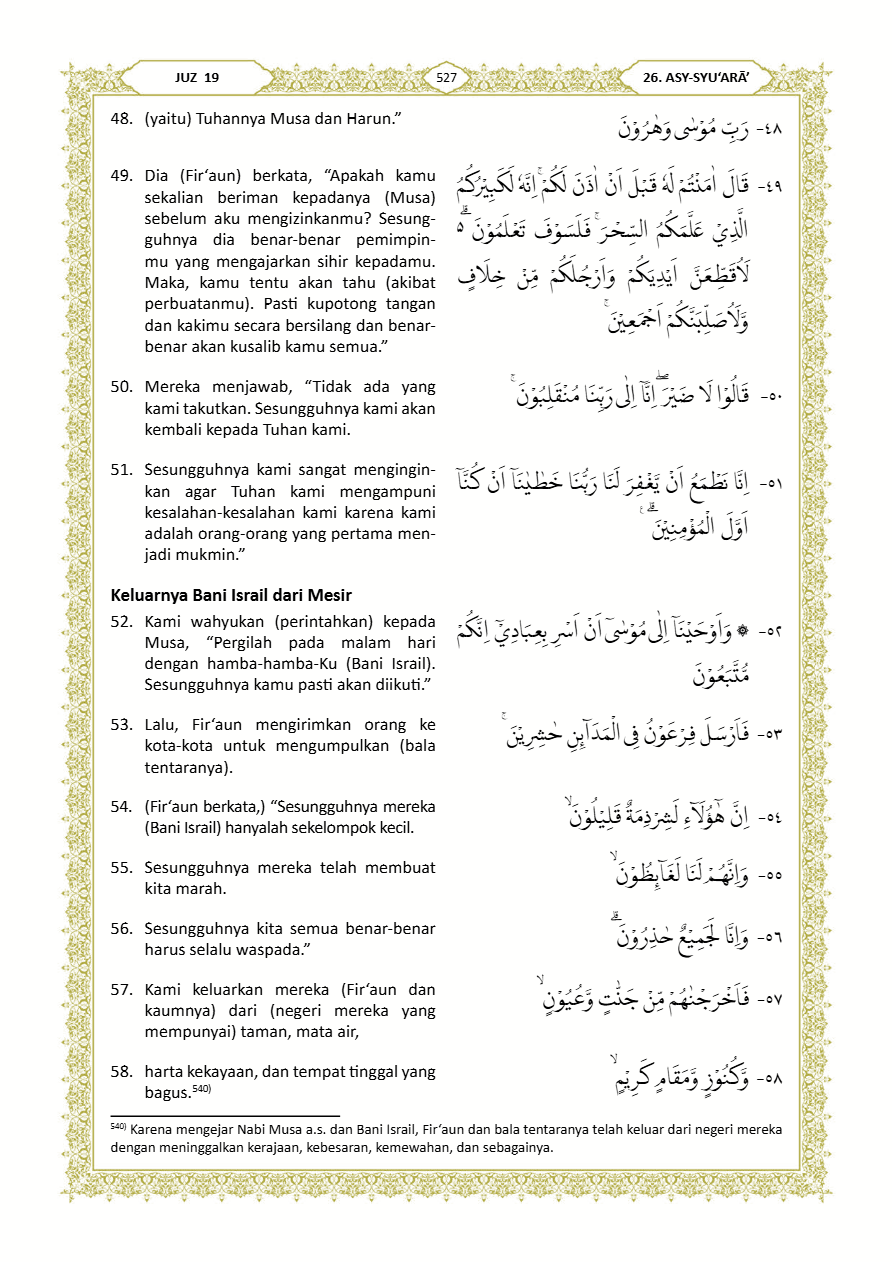 JUZ 19
527
26. ASY-SYU‘ARĀ’
48. (yaitu) Tuhannya Musa dan Harun.”
٤٨- رَبِّ مُوْسٰى وَهٰرُوْنَ
49. Dia (Fir‘aun) berkata, “Apakah kamu
sekalian beriman kepadanya (Musa)
sebelum aku mengizinkanmu? Sesung-
guhnya dia benar-benar pemimpin-
mu yang mengajarkan sihir kepadamu.
Maka, kamu tentu akan tahu (akibat
perbuatanmu). Pasti kupotong tangan
dan kakimu secara bersilang dan benar-
benar akan kusalib kamu semua.”
٤٩- قَالَ اٰمَنْتُمْ لَهٗ قَبْلَ اَنْ اٰذَنَ لَكُمْۚ اِنَّهٗ لَكَبِيْرُكُمُ
الَّذِيْ عَلَّمَكُمُ السِّحْرَۚ فَلَسَوْفَ تَعْلَمُوْنَ ەۗ
لَاُقَطِّعَنَّ اَيْدِيَكُمْ وَاَرْجُلَكُمْ مِّنْ خِلَافٍ
وَّلَاُصَلِّبَنَّكُمْ اَجْمَعِيْنَۚ
50. Mereka menjawab, “Tidak ada yang
kami takutkan. Sesungguhnya kami akan
kembali kepada Tuhan kami.
٥٠- قَالُوْا لَا ضَيْرَۖ اِنَّآ اِلٰى رَبِّنَا مُنْقَلِبُوْنَۚ
51. Sesungguhnya kami sangat mengingin-
kan agar Tuhan kami mengampuni
kesalahan-kesalahan kami karena kami
adalah orang-orang yang pertama men-
jadi mukmin.”
٥١- اِنَّا نَطْمَعُ اَنْ يَّغْفِرَ لَنَا رَبُّنَا خَطٰيٰنَآ اَنْ كُنَّآ
اَوَّلَ الْمُؤْمِنِيْنَ ۗ ࣖ
Keluarnya Bani Israil dari Mesir
52. Kami wahyukan (perintahkan) kepada
Musa, “Pergilah pada malam hari
dengan hamba-hamba-Ku (Bani Israil).
Sesungguhnya kamu pasti akan diikuti.”
٥٢- ۞ وَاَوْحَيْنَآ اِلٰى مُوْسٰٓى اَنْ اَسْرِ بِعِبَادِيْٓ اِنَّكُمْ
مُّتَّبَعُوْنَ
53. Lalu, Fir‘aun mengirimkan orang ke
kota-kota untuk mengumpulkan (bala
tentaranya).
٥٣- فَاَرْسَلَ فِرْعَوْنُ فِى الْمَدَاۤىِٕنِ حٰشِرِيْنَۚ
54. (Fir‘aun berkata,) “Sesungguhnya mereka
(Bani Israil) hanyalah sekelompok kecil.
٥٤- اِنَّ هٰٓؤُلَاۤءِ لَشِرْذِمَةٌ قَلِيْلُوْنَۙ
55. Sesungguhnya mereka telah membuat
kita marah.
٥٥- وَاِنَّهُمْ لَنَا لَغَاۤىِٕظُوْنَۙ
56. Sesungguhnya kita semua benar-benar
harus selalu waspada.”
٥٦- وَاِنَّا لَجَمِيْعٌ حٰذِرُوْنَۗ
57. Kami keluarkan mereka (Fir‘aun dan
kaumnya) dari (negeri mereka yang
mempunyai) taman, mata air,
٥٧- فَاَخْرَجْنٰهُمْ مِّنْ جَنّٰتٍ وَّعُيُوْنٍۙ
58. harta kekayaan, dan tempat tinggal yang
bagus.⁵⁴⁰⁾
٥٨- وَّكُنُوْزٍ وَّمَقَامٍ كَرِيْمٍۙ
⁵⁴⁰⁾ Karena mengejar Nabi Musa a.s. dan Bani Israil, Fir‘aun dan bala tentaranya telah keluar dari negeri mereka
dengan meninggalkan kerajaan, kebesaran, kemewahan, dan sebagainya.